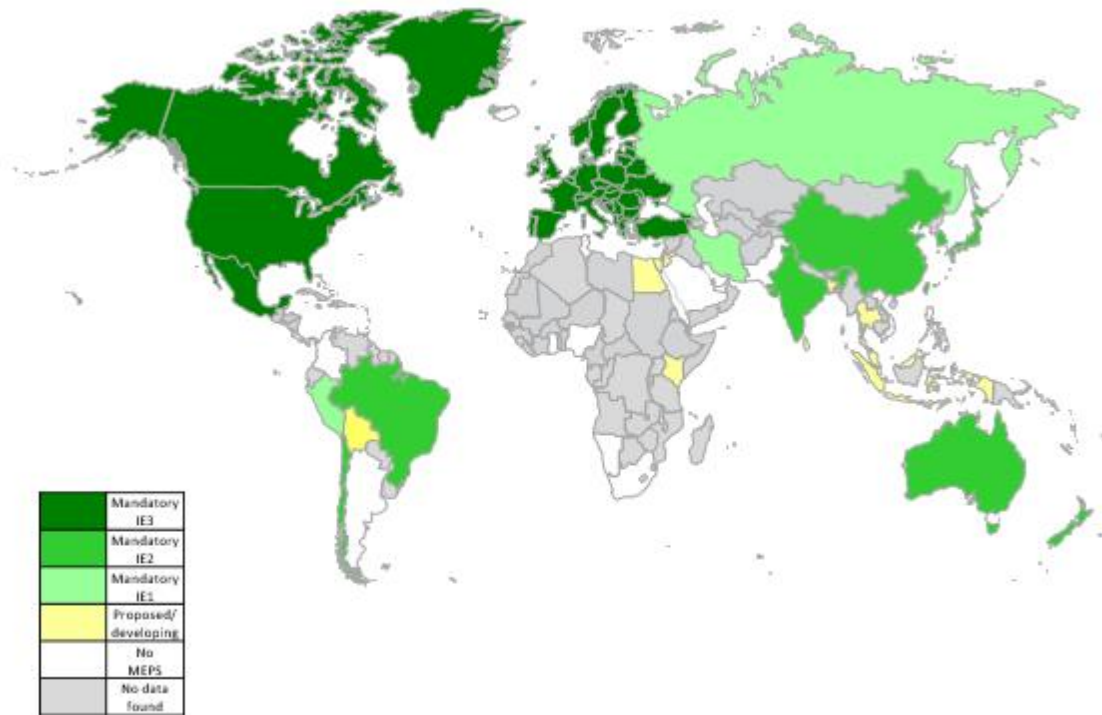 Mandatory
IE3
Mandatory
IE2
Mandatory
IE1
Proposed/
developing
No
MEPS
No data
found